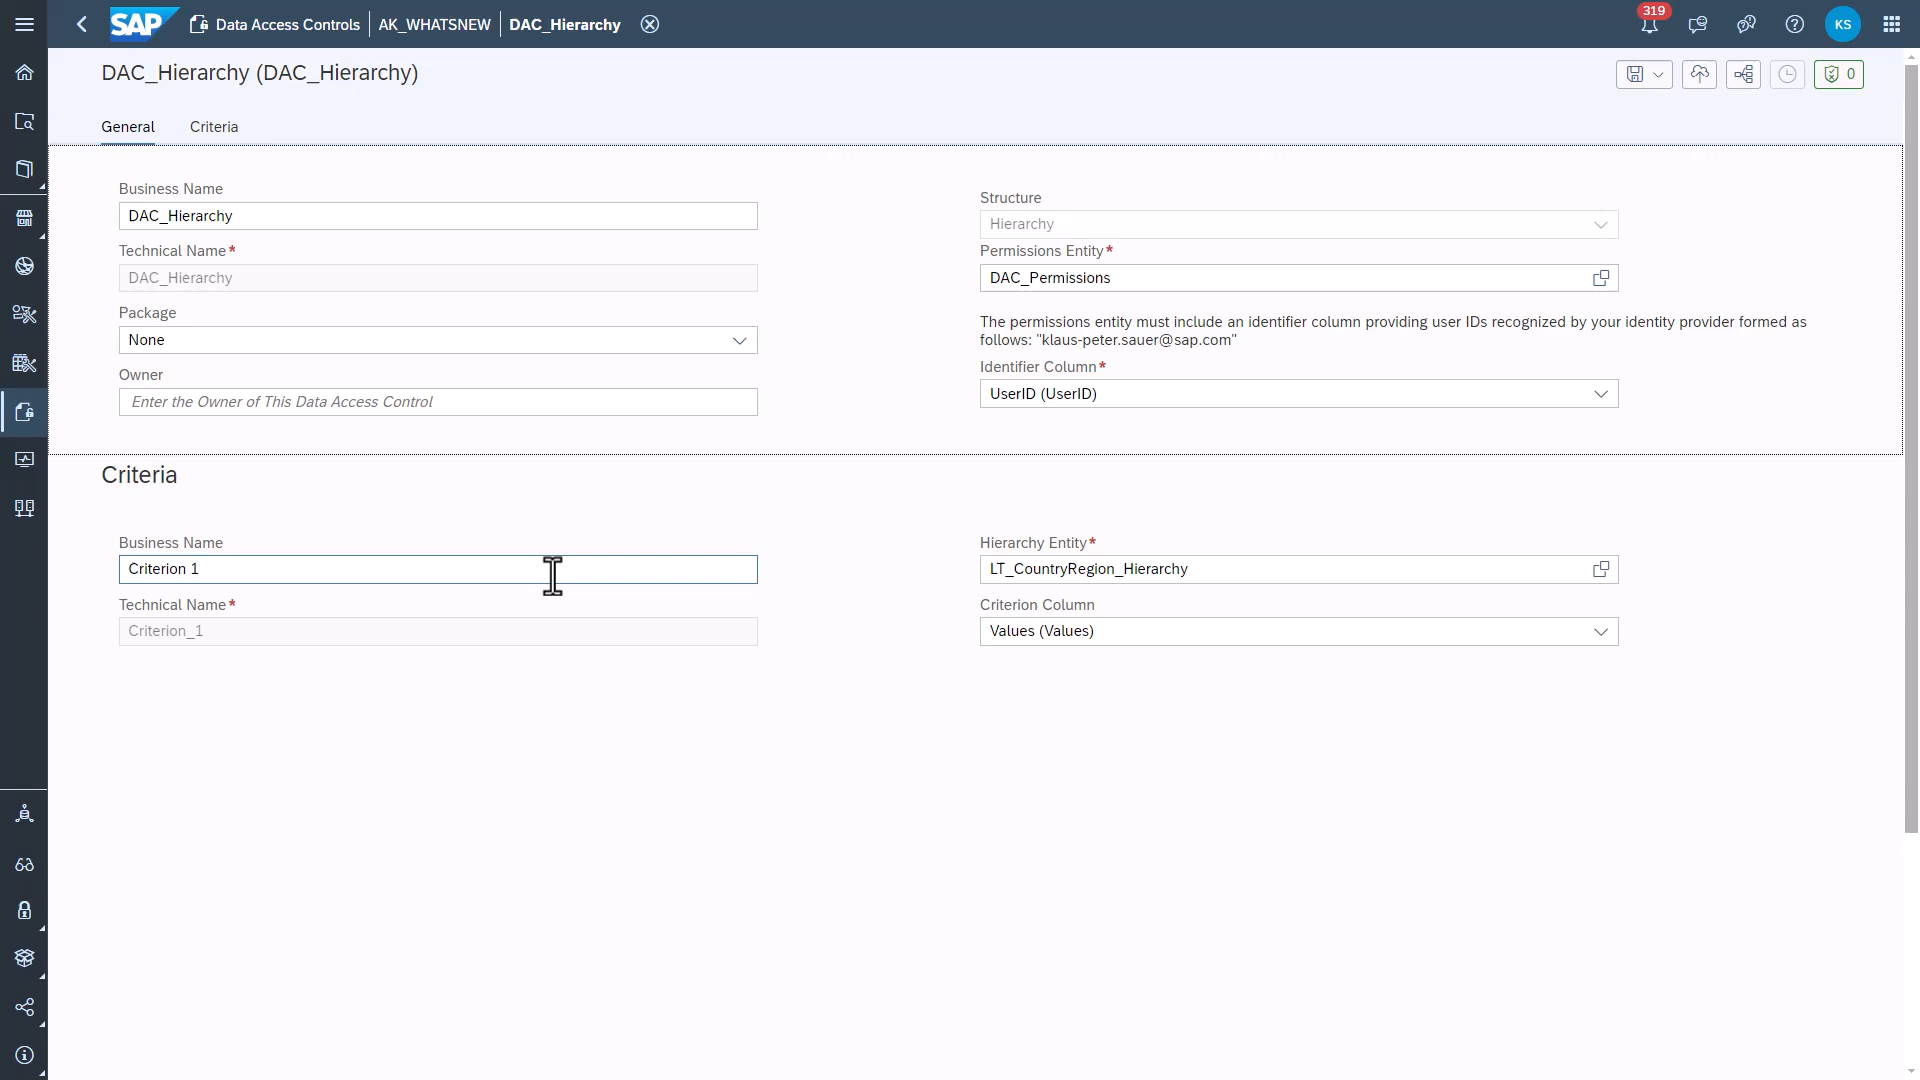 SAP Data Access Controls AK_WHATSNEW DAC_Hierarchy 319 KS
DAC_Hierarchy (DAC_Hierarchy) 0
General Criteria
Business Name
DAC_Hierarchy
Technical Name*
DAC_Hierarchy
Package
None
Owner
Enter the Owner of This Data Access Control
Structure
Hierarchy
Permissions Entity*
DAC_Permissions
The permissions entity must include an identifier column providing user IDs recognized by your identity provider formed as
follows: "klaus-peter.sauer@sap.com"
Identifier Column*
UserID (UserID)
Criteria
Business Name
Criterion 1
Technical Name*
Criterion_1
Hierarchy Entity*
LT_CountryRegion_Hierarchy
Criterion Column
Values (Values)